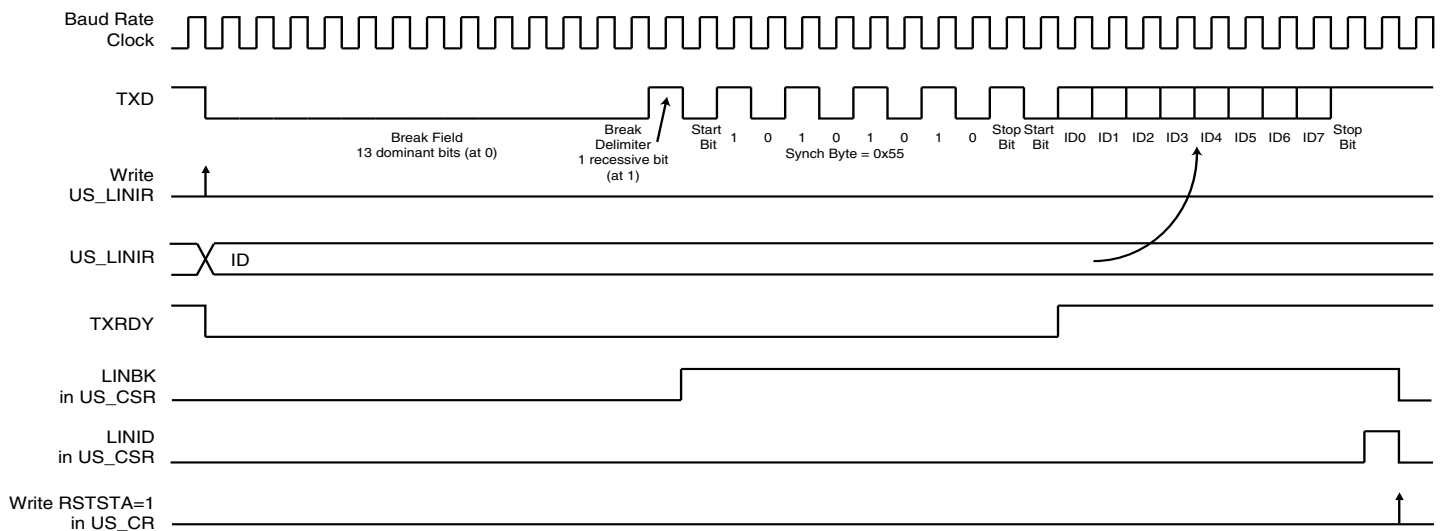 Baud Rate
Clock
TXD
Break Field
13 dominant bits (at 0)
Break
Delimiter
1 recessive bit
(at 1)
Start
Bit
1 0 1 0 1 0 1 0
Synch Byte = 0x55
Stop
Bit
Start
Bit
ID0 ID1 ID2 ID3 ID4 ID5 ID6 ID7
Stop
Bit
Write
US_LINIR
US_LINIR
ID
TXRDY
LINBK
in US_CSR
LINID
in US_CSR
Write RSTSTA=1
in US_CR